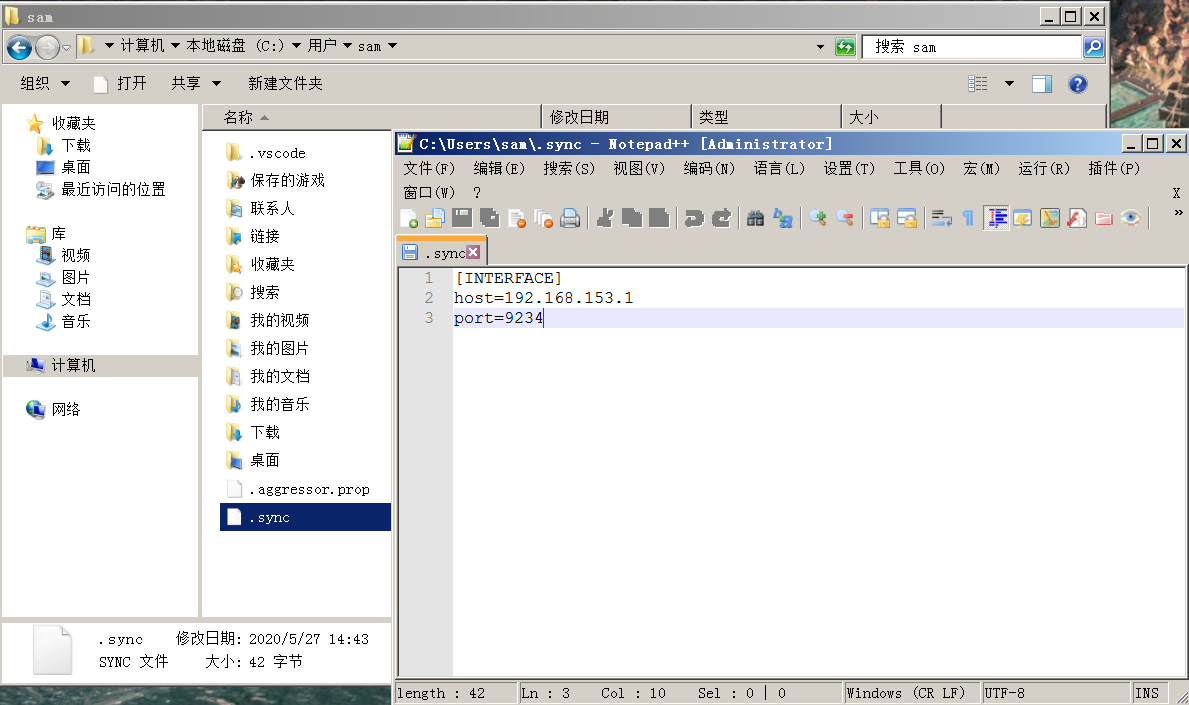 sam
计算机 本地磁盘 (C:) 用户 sam
搜索 sam
组织 打开 共享 新建文件夹
名称 修改日期 类型 大小
收藏夹
下载
桌面
最近访问的位置
库
视频
图片
文档
音乐
计算机
网络
.vscode
保存的游戏
联系人
链接
收藏夹
搜索
我的视频
我的图片
我的文档
我的音乐
下载
桌面
.aggressor.prop
.sync
.sync 修改日期: 2020/5/27 14:43
SYNC 文件 大小: 42 字节
C:\Users\sam\.sync - Notepad++ [Administrator]
文件(F) 编辑(E) 搜索(S) 视图(V) 编码(N) 语言(L) 设置(T) 工具(O) 宏(M) 运行(R) 插件(P)
窗口(W) ? X
.sync
1 [INTERFACE]
2 host=192.168.153.1
3 port=9234
length : 42 Ln : 3 Col : 10 Sel : 0 | 0 Windows (CR LF) UTF-8 INS